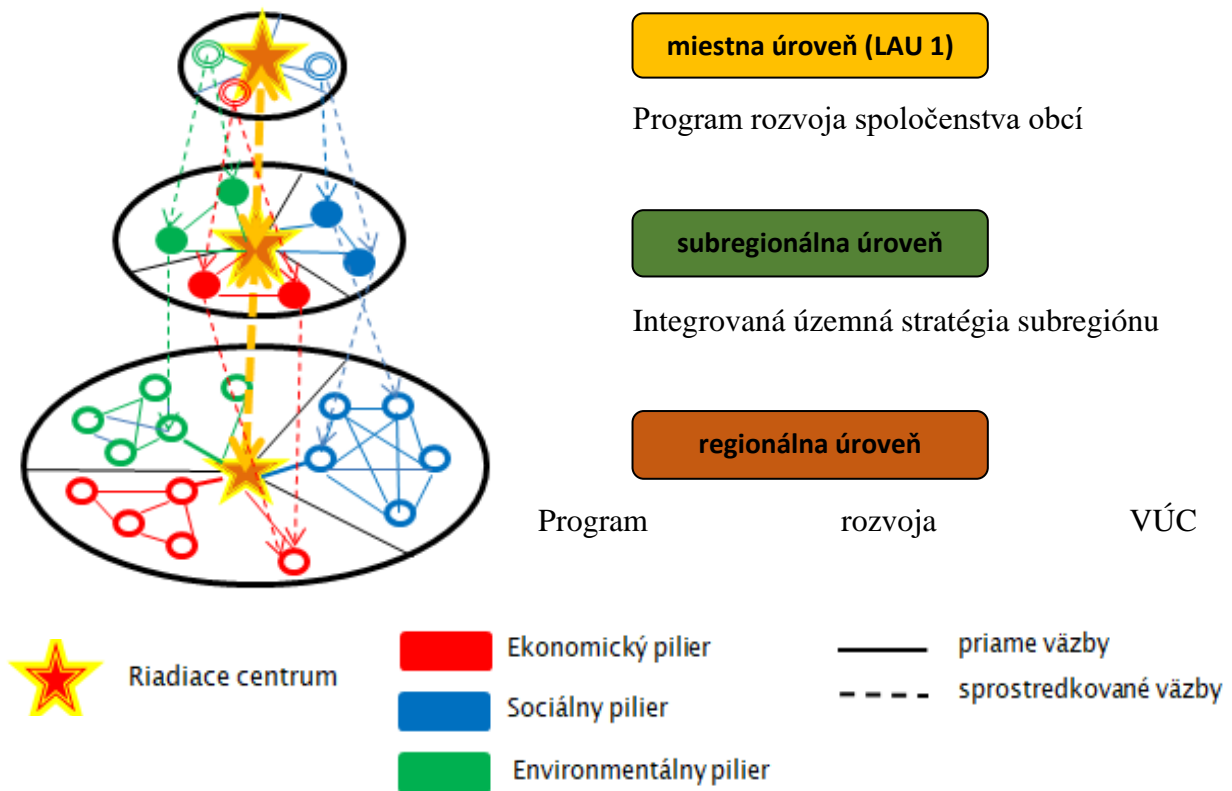 miestna úroveň (LAU 1)
Program rozvoja spoločenstva obcí
subregionálna úroveň
Integrovaná územná stratégia subregiónu
regionálna úroveň
Program rozvoja VÚC
Riadiace centrum
Ekonomický pilier
Sociálny pilier
Environmentálny pilier
priame väzby
sprostredkované väzby